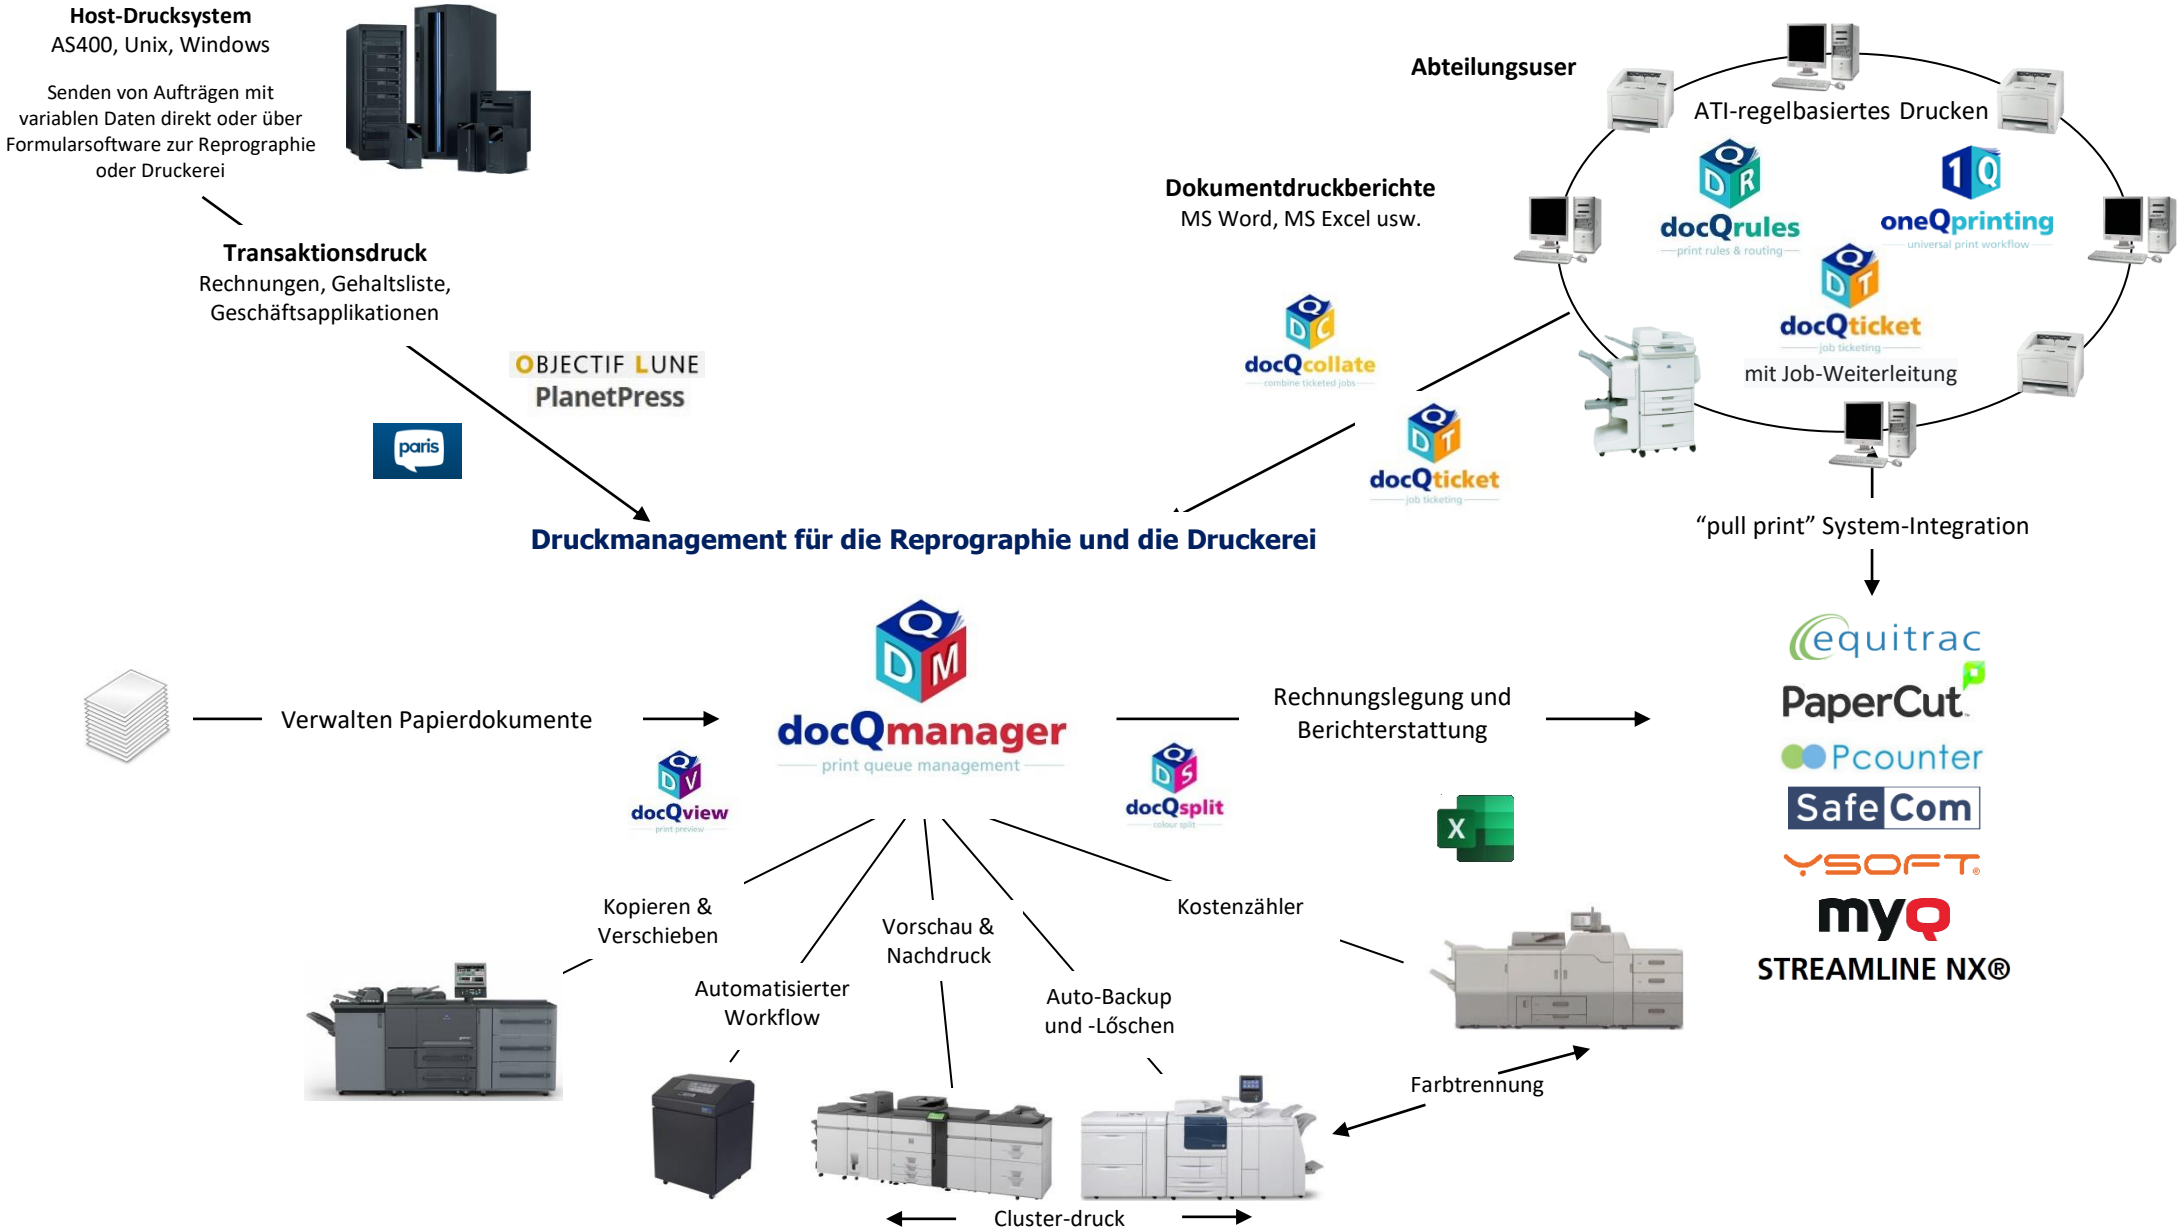 Host-Drucksystem
AS400, Unix, Windows
Senden von Aufträgen mit
variablen Daten direkt oder über
Formularsoftware zur Reprographie
oder Druckerei
Transaktionsdruck
Rechnungen, Gehaltsliste,
Geschäftsapplikationen
OBJECTIF LUNE
PlanetPress
paris
Abteilungsuser
ATI-regelbasiertes Drucken
Dokumentdruckberichte
MS Word, MS Excel usw.
Q
D R
docQrules
print rules & routing
1Q
oneQprinting
universal print workflow
Q
D T
docQticket
job ticketing
mit Job-Weiterleitung
Q
D C
docQcollate
combine ticketed jobs
Q
D T
docQticket
job ticketing
“pull print” System-Integration
Druckmanagement für die Reprographie und die Druckerei
Verwalten Papierdokumente
Q
D M
docQmanager
print queue management
Q
D V
docQview
print preview
Q
D S
docQsplit
colour split
Rechnungslegung und
Berichterstattung
X
equitrac
PaperCut
Pcounter
SafeCom
YSOFT®
myQ
STREAMLINE NX®
Kopieren &
Verschieben
Automatisierter
Workflow
Vorschau &
Nachdruck
Auto-Backup
und -Lőschen
Kostenzähler
Farbtrennung
Cluster-druck